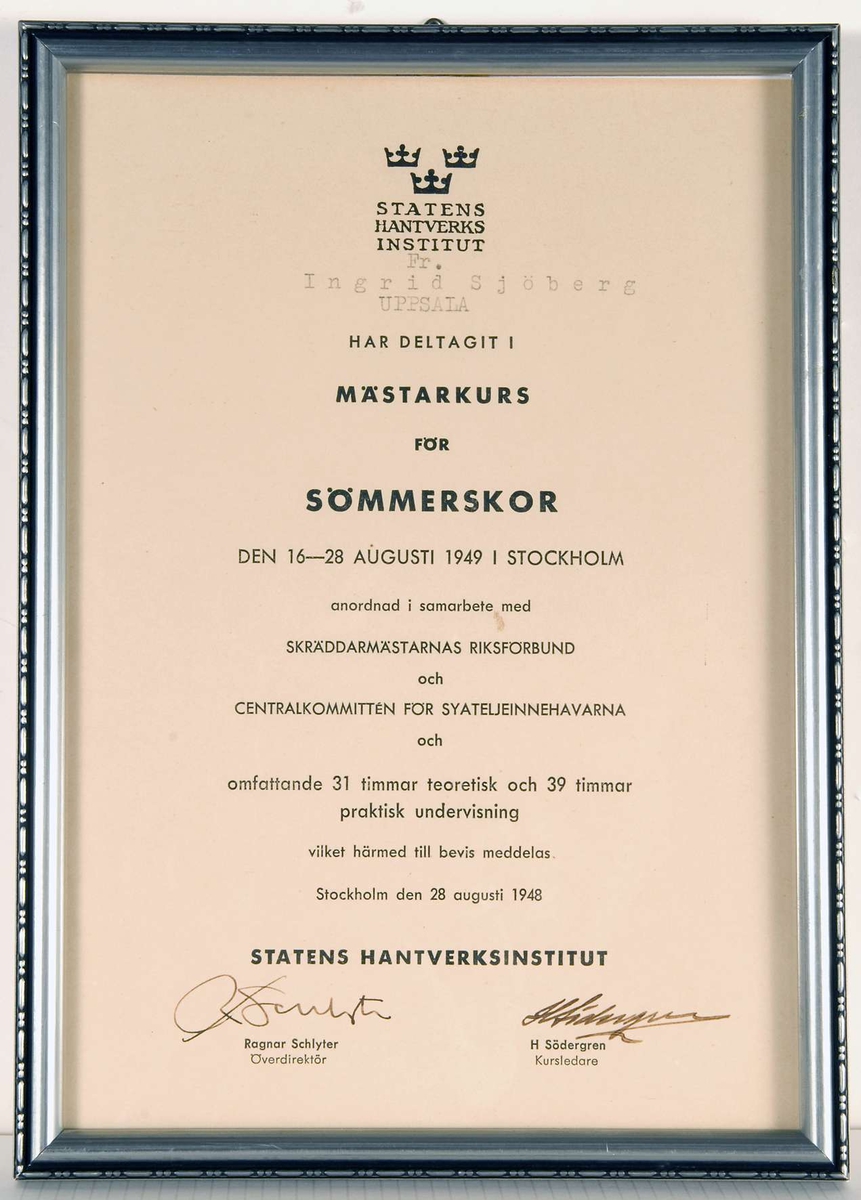 STATENS
HANTVERKS
INSTITUT
Fr.
Ingrid Sjöberg
UPPSALA
HAR DELTAGIT I
MÄSTARKURS
FÖR
SÖMMERSKOR
DEN 16—28 AUGUSTI 1949 I STOCKHOLM
anordnad i samarbete med
SKRÄDDARMÄSTARNAS RIKSFÖRBUND
och
CENTRALKOMMITTÉN FÖR SYATELJEINNEHAVARNA
och
omfattande 31 timmar teoretisk och 39 timmar
praktisk undervisning
vilket härmed till bevis meddelas.
Stockholm den 28 augusti 1948
STATENS HANTVERKSINSTITUT
R Schlyter
H Södergren
Ragnar Schlyter
Överdirektör
H Södergren
Kursledare